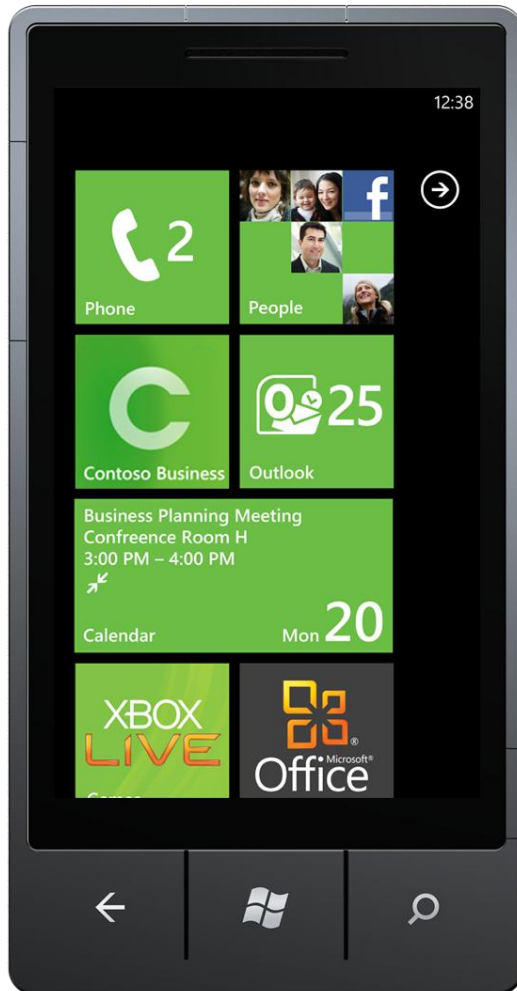 12:38
2
Phone
f
People
C
Contoso Business
O 25
Outlook
Business Planning Meeting
Confreence Room H
3:00 PM – 4:00 PM
Calendar
Mon 20
XBOX
LIVE
Games
Microsoft®
Office®